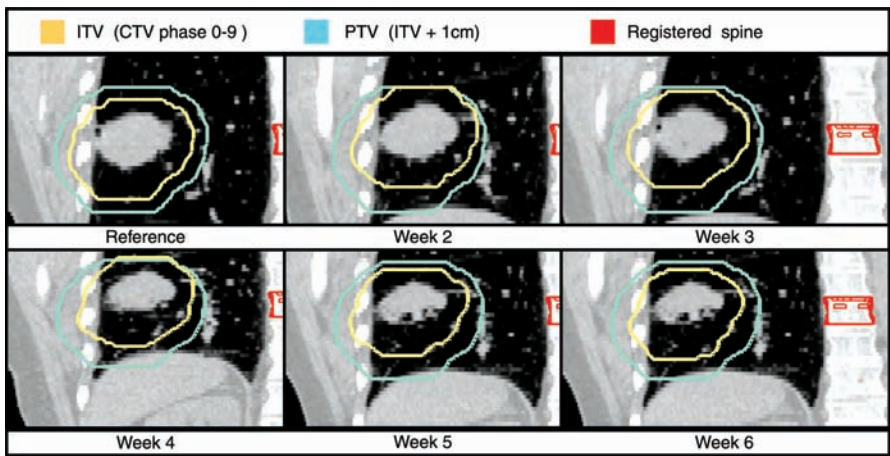 ITV (CTV phase 0-9 ) PTV (ITV + 1cm) Registered spine
Reference Week 2 Week 3
Week 4 Week 5 Week 6